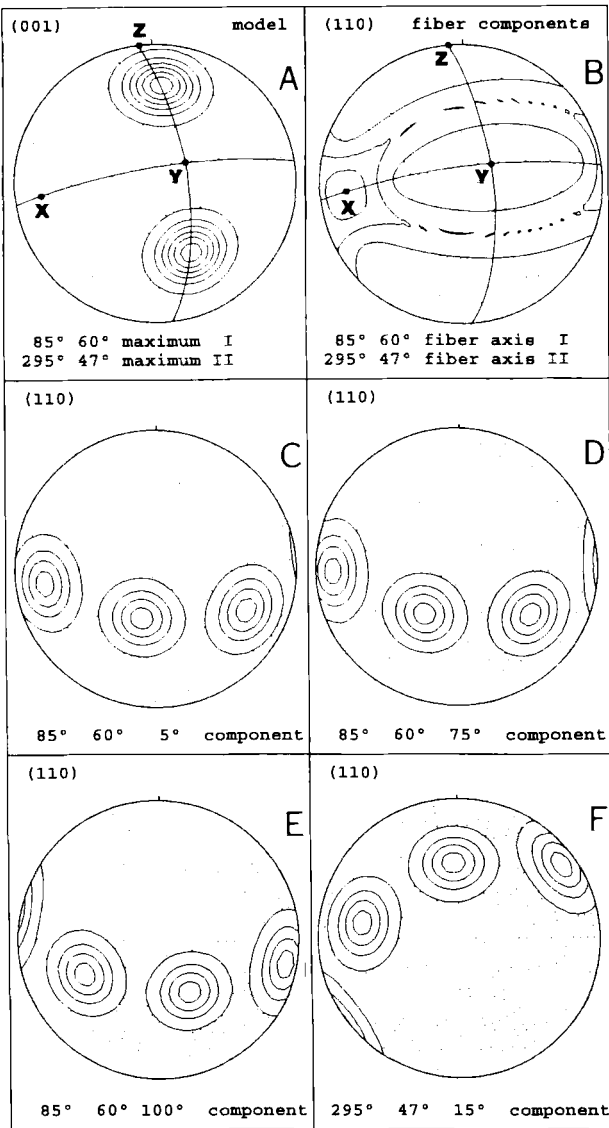 (001) model
Z
A
Y
X
85° 60° maximum I
295° 47° maximum II
(110) fiber components
Z
B
Y
X
85° 60° fiber axis I
295° 47° fiber axis II
(110)
C
85° 60° 5° component
(110)
D
85° 60° 75° component
(110)
E
85° 60° 100° component
(110)
F
295° 47° 15° component